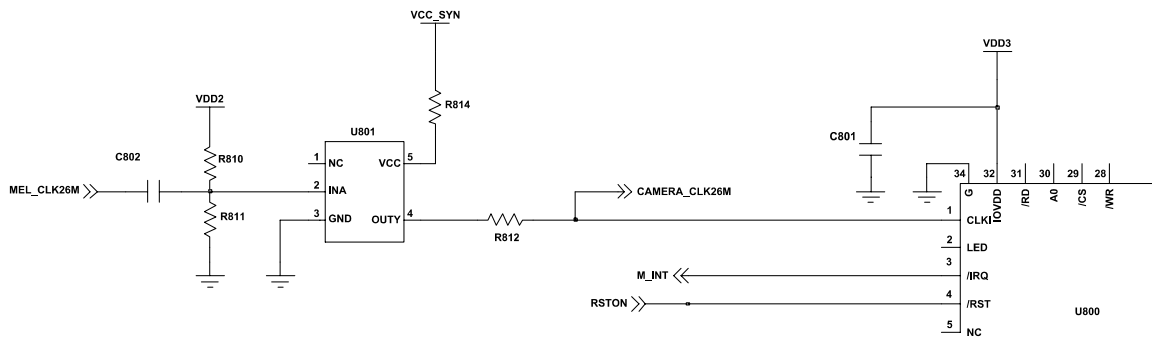 VCC_SYN
VDD3
R814
VDD2
U801
C801
C802
R810
1 NC VCC 5
34 32 31 30 29 28
MEL_CLK26M
2 INA
CAMERA_CLK26M
G IOVDD /RD A0 /CS /WR
R811
3 GND OUTY 4
R812
1 CLKI
2 LED
M_INT
3 /IRQ
RSTON
4 /RST
U800
5 NC